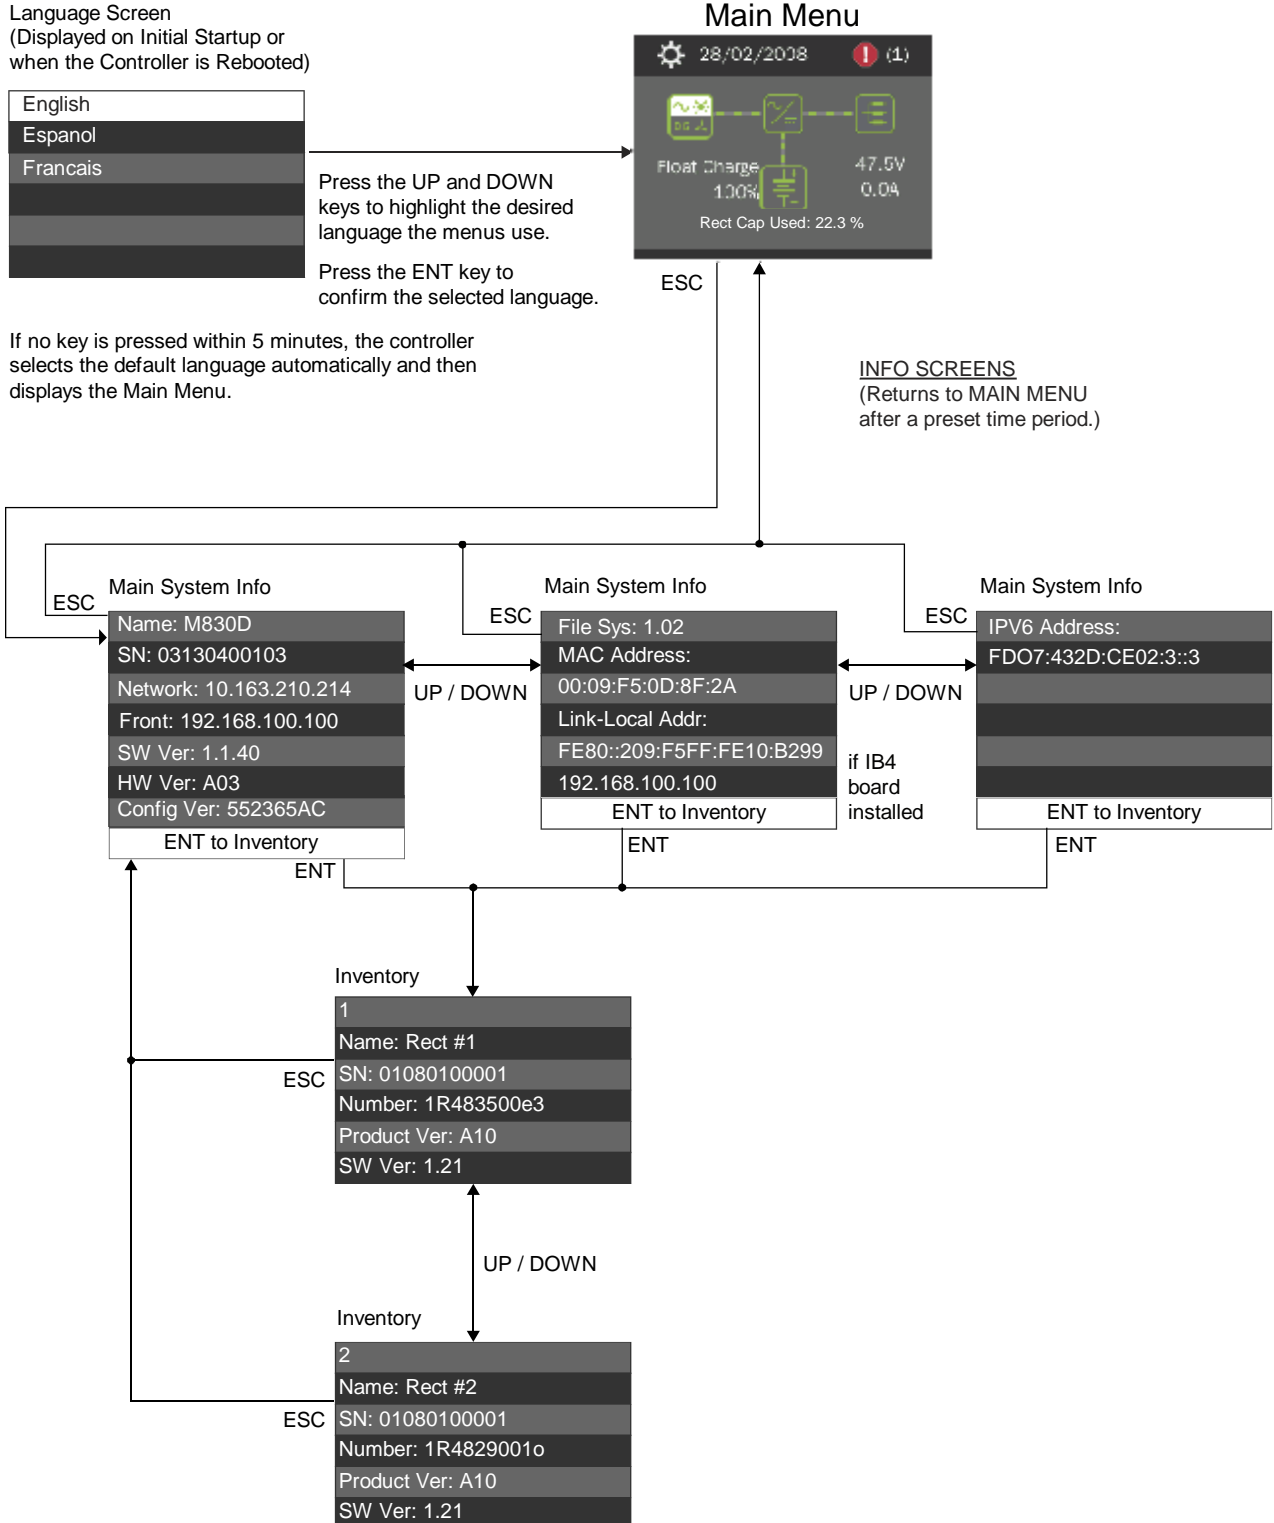 Language Screen
(Displayed on Initial Startup or
when the Controller is Rebooted)
English
Espanol
Francais
Press the UP and DOWN
keys to highlight the desired
language the menus use.
Press the ENT key to
confirm the selected language.
If no key is pressed within 5 minutes, the controller
selects the default language automatically and then
displays the Main Menu.
Main Menu
28/02/2008
(1)
DG
Float Charge
100%
47.5V
0.0A
Rect Cap Used: 22.3 %
ESC
INFO SCREENS
(Returns to MAIN MENU
after a preset time period.)
Main System Info
ESC
Name: M830D
SN: 03130400103
Network: 10.163.210.214
Front: 192.168.100.100
SW Ver: 1.1.40
HW Ver: A03
Config Ver: 552365AC
ENT to Inventory
ENT
UP / DOWN
Main System Info
ESC
File Sys: 1.02
MAC Address:
00:09:F5:0D:8F:2A
Link-Local Addr:
FE80::209:F5FF:FE10:B299
192.168.100.100
ENT to Inventory
ENT
UP / DOWN
if IB4
board
installed
Main System Info
ESC
IPV6 Address:
FDO7:432D:CE02:3::3
ENT to Inventory
ENT
Inventory
1
Name: Rect #1
ESC
SN: 01080100001
Number: 1R483500e3
Product Ver: A10
SW Ver: 1.21
UP / DOWN
Inventory
2
Name: Rect #2
ESC
SN: 01080100001
Number: 1R4829001o
Product Ver: A10
SW Ver: 1.21